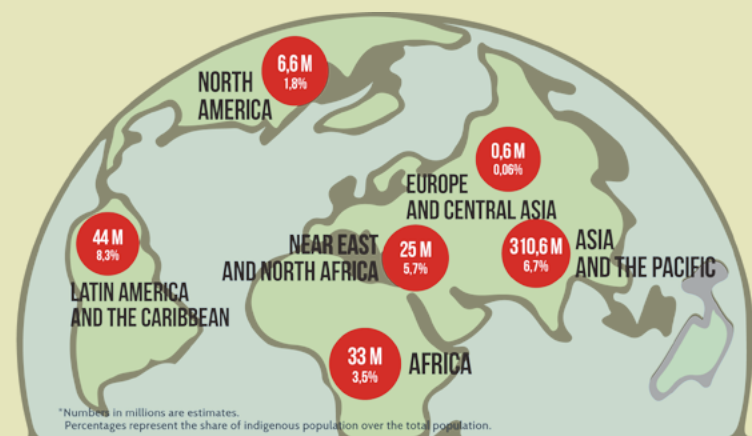 6,6 M
1,8%
NORTH
AMERICA
0,6 M
0,06%
EUROPE
AND CENTRAL ASIA
44 M
8,3%
LATIN AMERICA
AND THE CARIBBEAN
NEAR EAST
AND NORTH AFRICA
25 M
5,7%
310,6 M
6,7%
ASIA
AND THE PACIFIC
33 M
3,5%
AFRICA
*Numbers in millions are estimates.
Percentages represent the share of indigenous population over the total population.